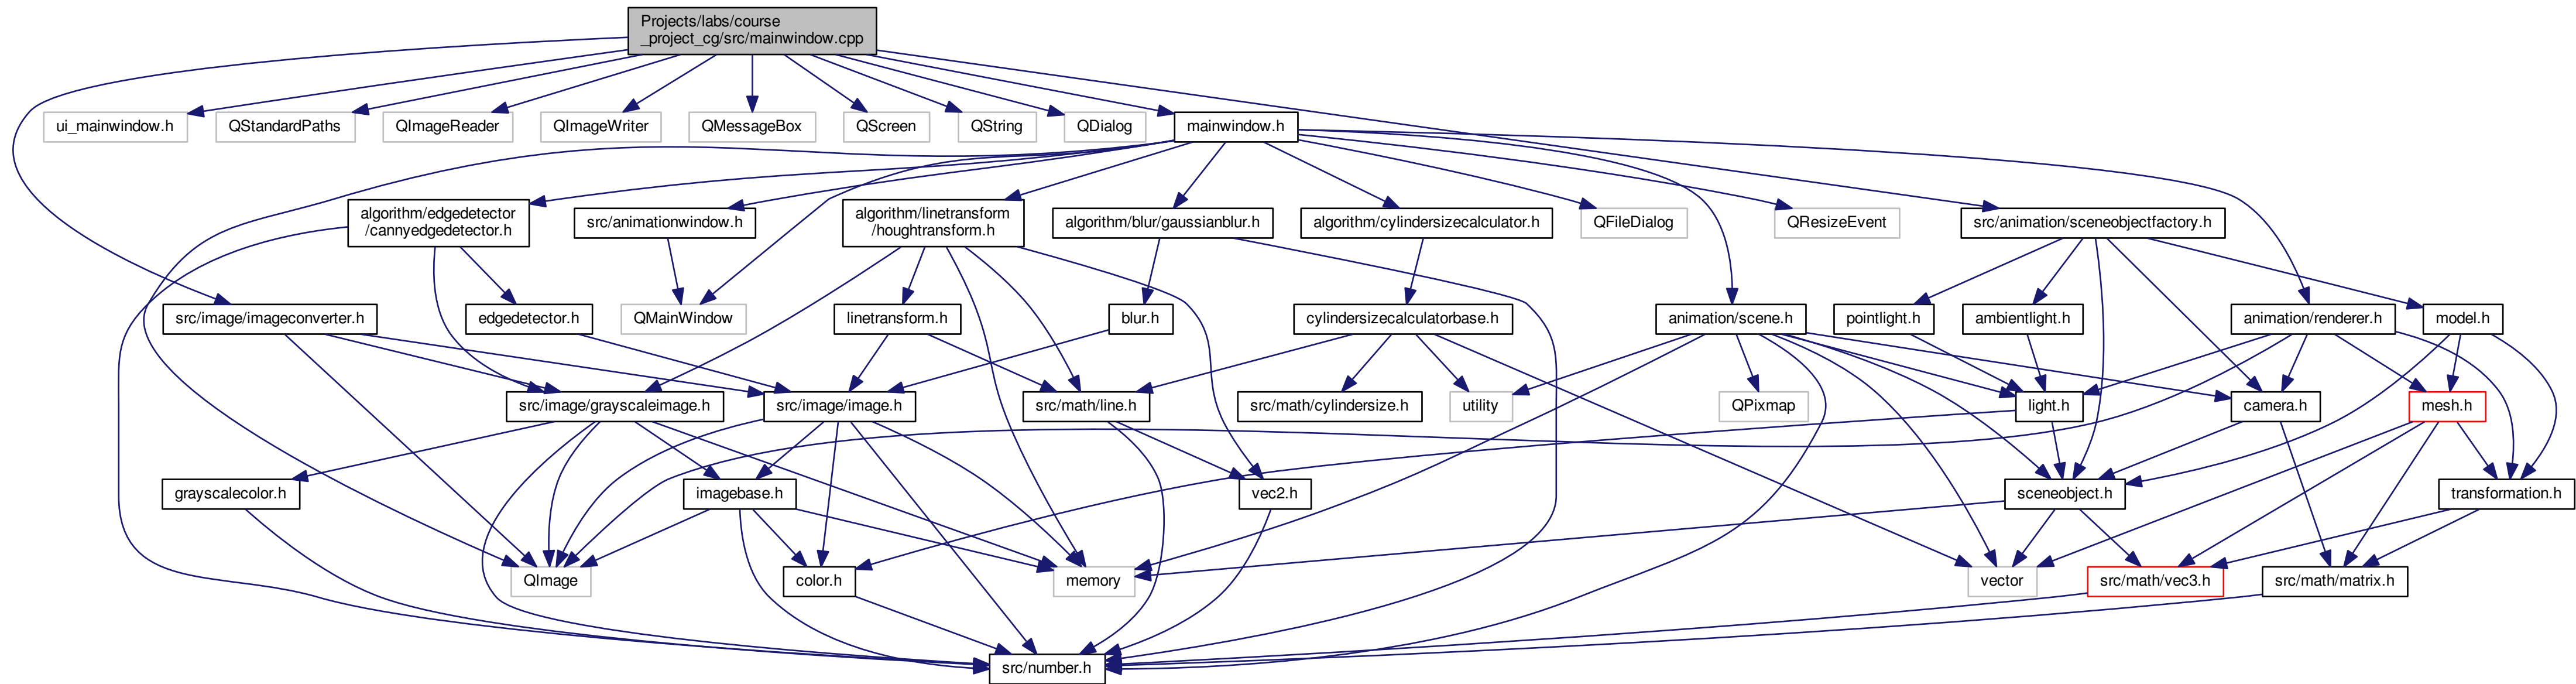 Projects/labs/course
_project_cg/src/mainwindow.cpp
ui_mainwindow.h
QStandardPaths
QImageReader
QImageWriter
QMessageBox
QScreen
QString
QDialog
mainwindow.h
algorithm/edgedetector
/cannyedgedetector.h
src/animationwindow.h
algorithm/linetransform
/houghtransform.h
algorithm/blur/gaussianblur.h
algorithm/cylindersizecalculator.h
QFileDialog
QResizeEvent
src/animation/sceneobjectfactory.h
src/image/imageconverter.h
edgedetector.h
QMainWindow
linetransform.h
blur.h
cylindersizecalculatorbase.h
animation/scene.h
pointlight.h
ambientlight.h
animation/renderer.h
model.h
src/image/grayscaleimage.h
src/image/image.h
src/math/line.h
src/math/cylindersize.h
utility
QPixmap
light.h
camera.h
mesh.h
grayscalecolor.h
imagebase.h
vec2.h
sceneobject.h
transformation.h
QImage
color.h
memory
vector
src/math/vec3.h
src/math/matrix.h
src/number.h